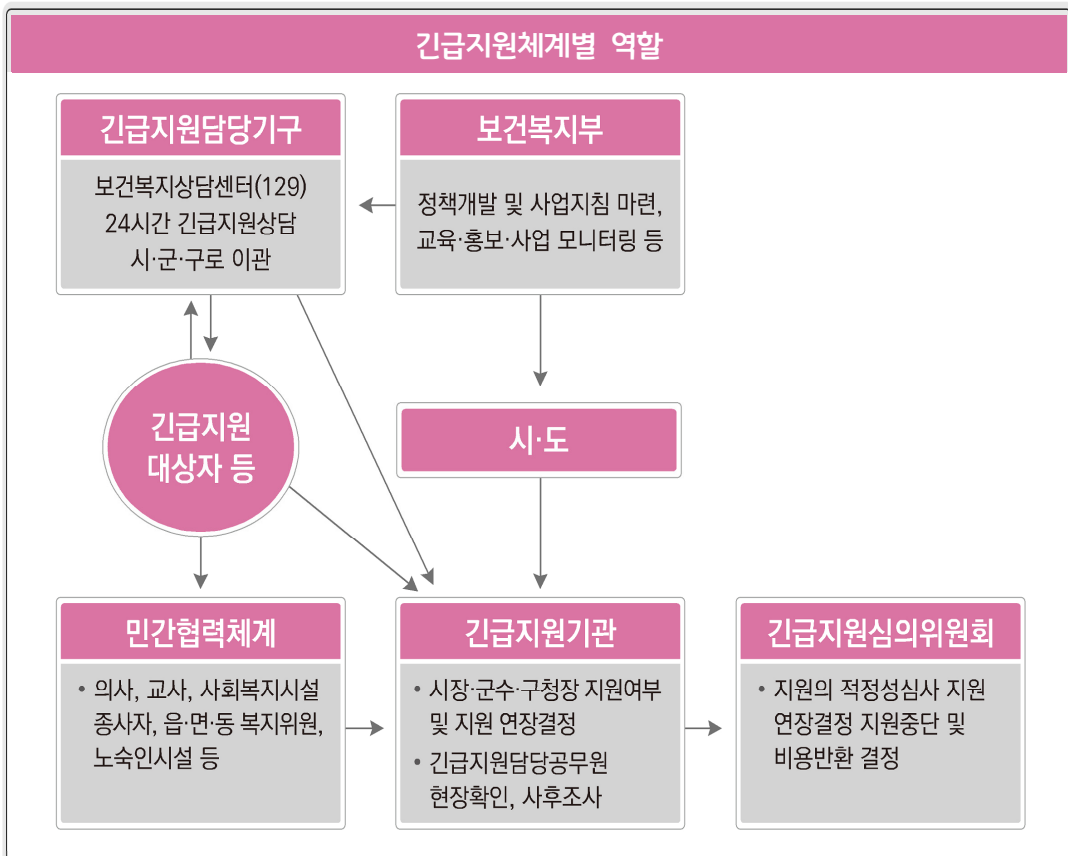 긴급지원체계별 역할
긴급지원담당기구
보건복지상담센터(129)
24시간 긴급지원상담
시·군·구로 이관
보건복지부
정책개발 및 사업지침 마련,
교육·홍보·사업 모니터링 등
긴급지원
대상자 등
시·도
민간협력체계
• 의사, 교사, 사회복지시설
종사자, 읍·면·동 복지위원,
노숙인시설 등
긴급지원기관
• 시장·군수·구청장 지원여부
및 지원 연장결정
• 긴급지원담당공무원
현장확인, 사후조사
긴급지원심의위원회
• 지원의 적정성심사 지원
연장결정 지원중단 및
비용반환 결정